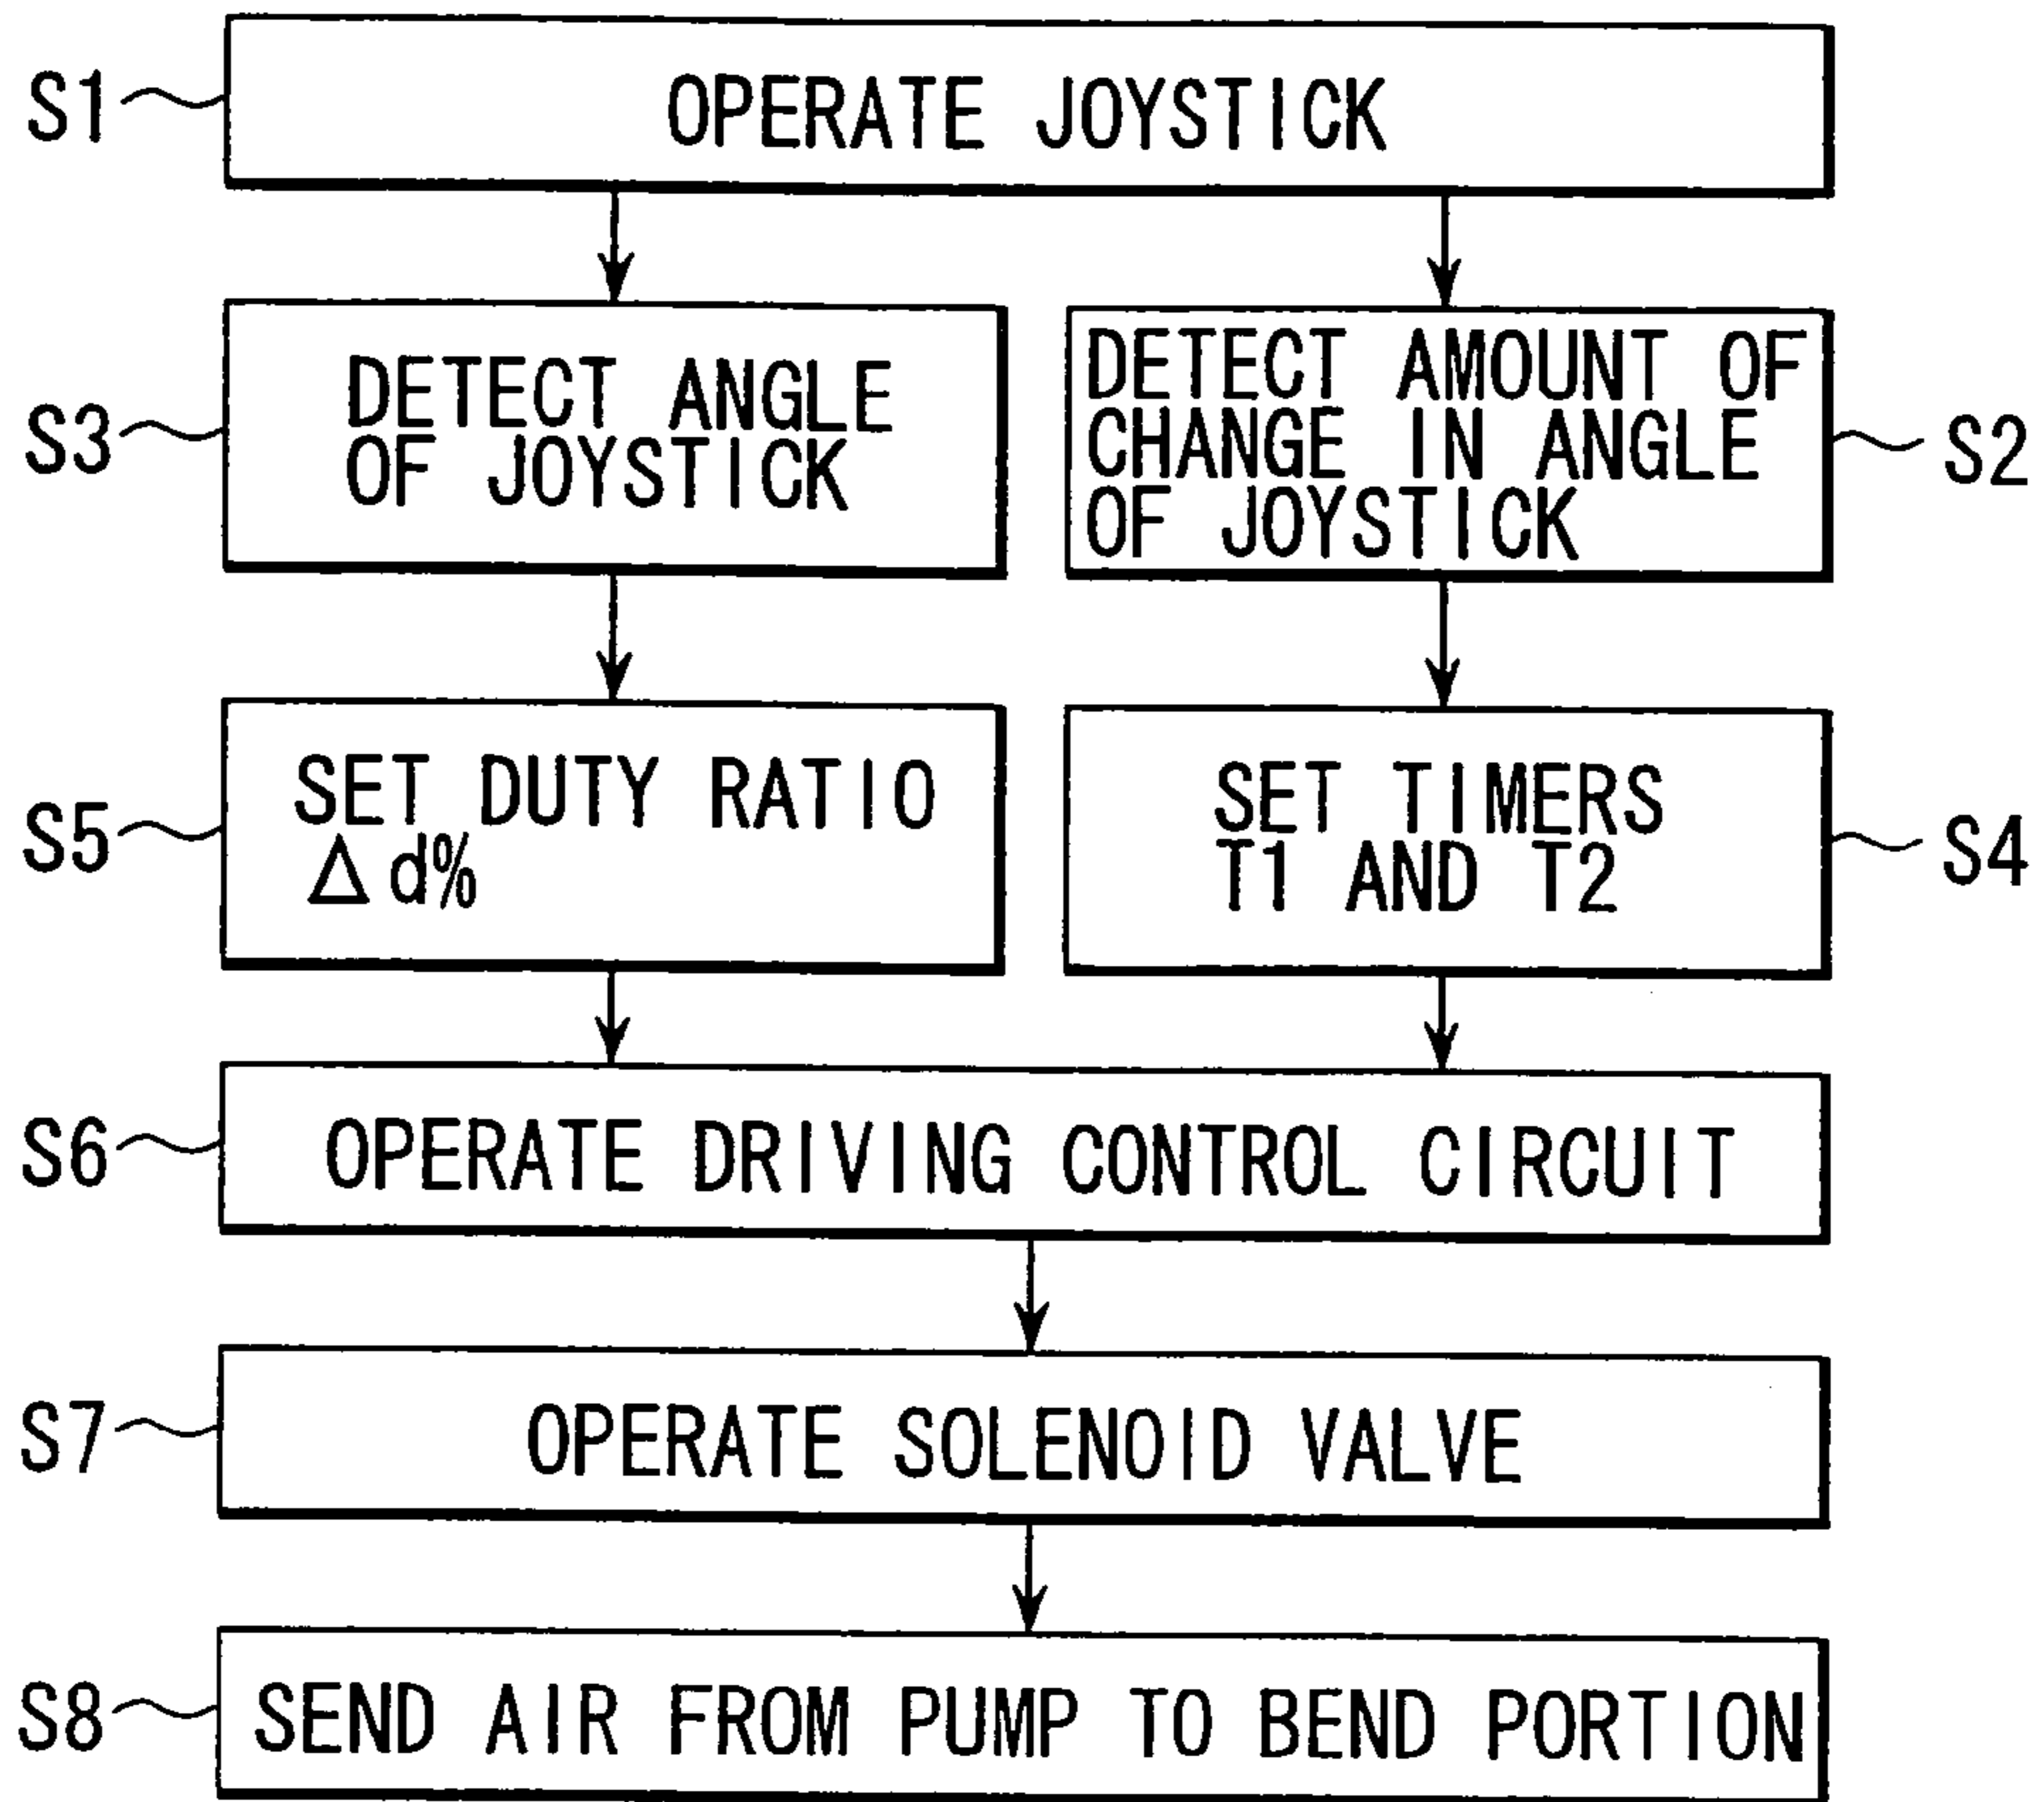 S1
OPERATE JOYSTICK
S3
DETECT ANGLE
OF JOYSTICK
DETECT AMOUNT OF
CHANGE IN ANGLE
OF JOYSTICK
S2
S5
SET DUTY RATIO
Δd%
SET TIMERS
T1 AND T2
S4
S6
OPERATE DRIVING CONTROL CIRCUIT
S7
OPERATE SOLENOID VALVE
S8
SEND AIR FROM PUMP TO BEND PORTION